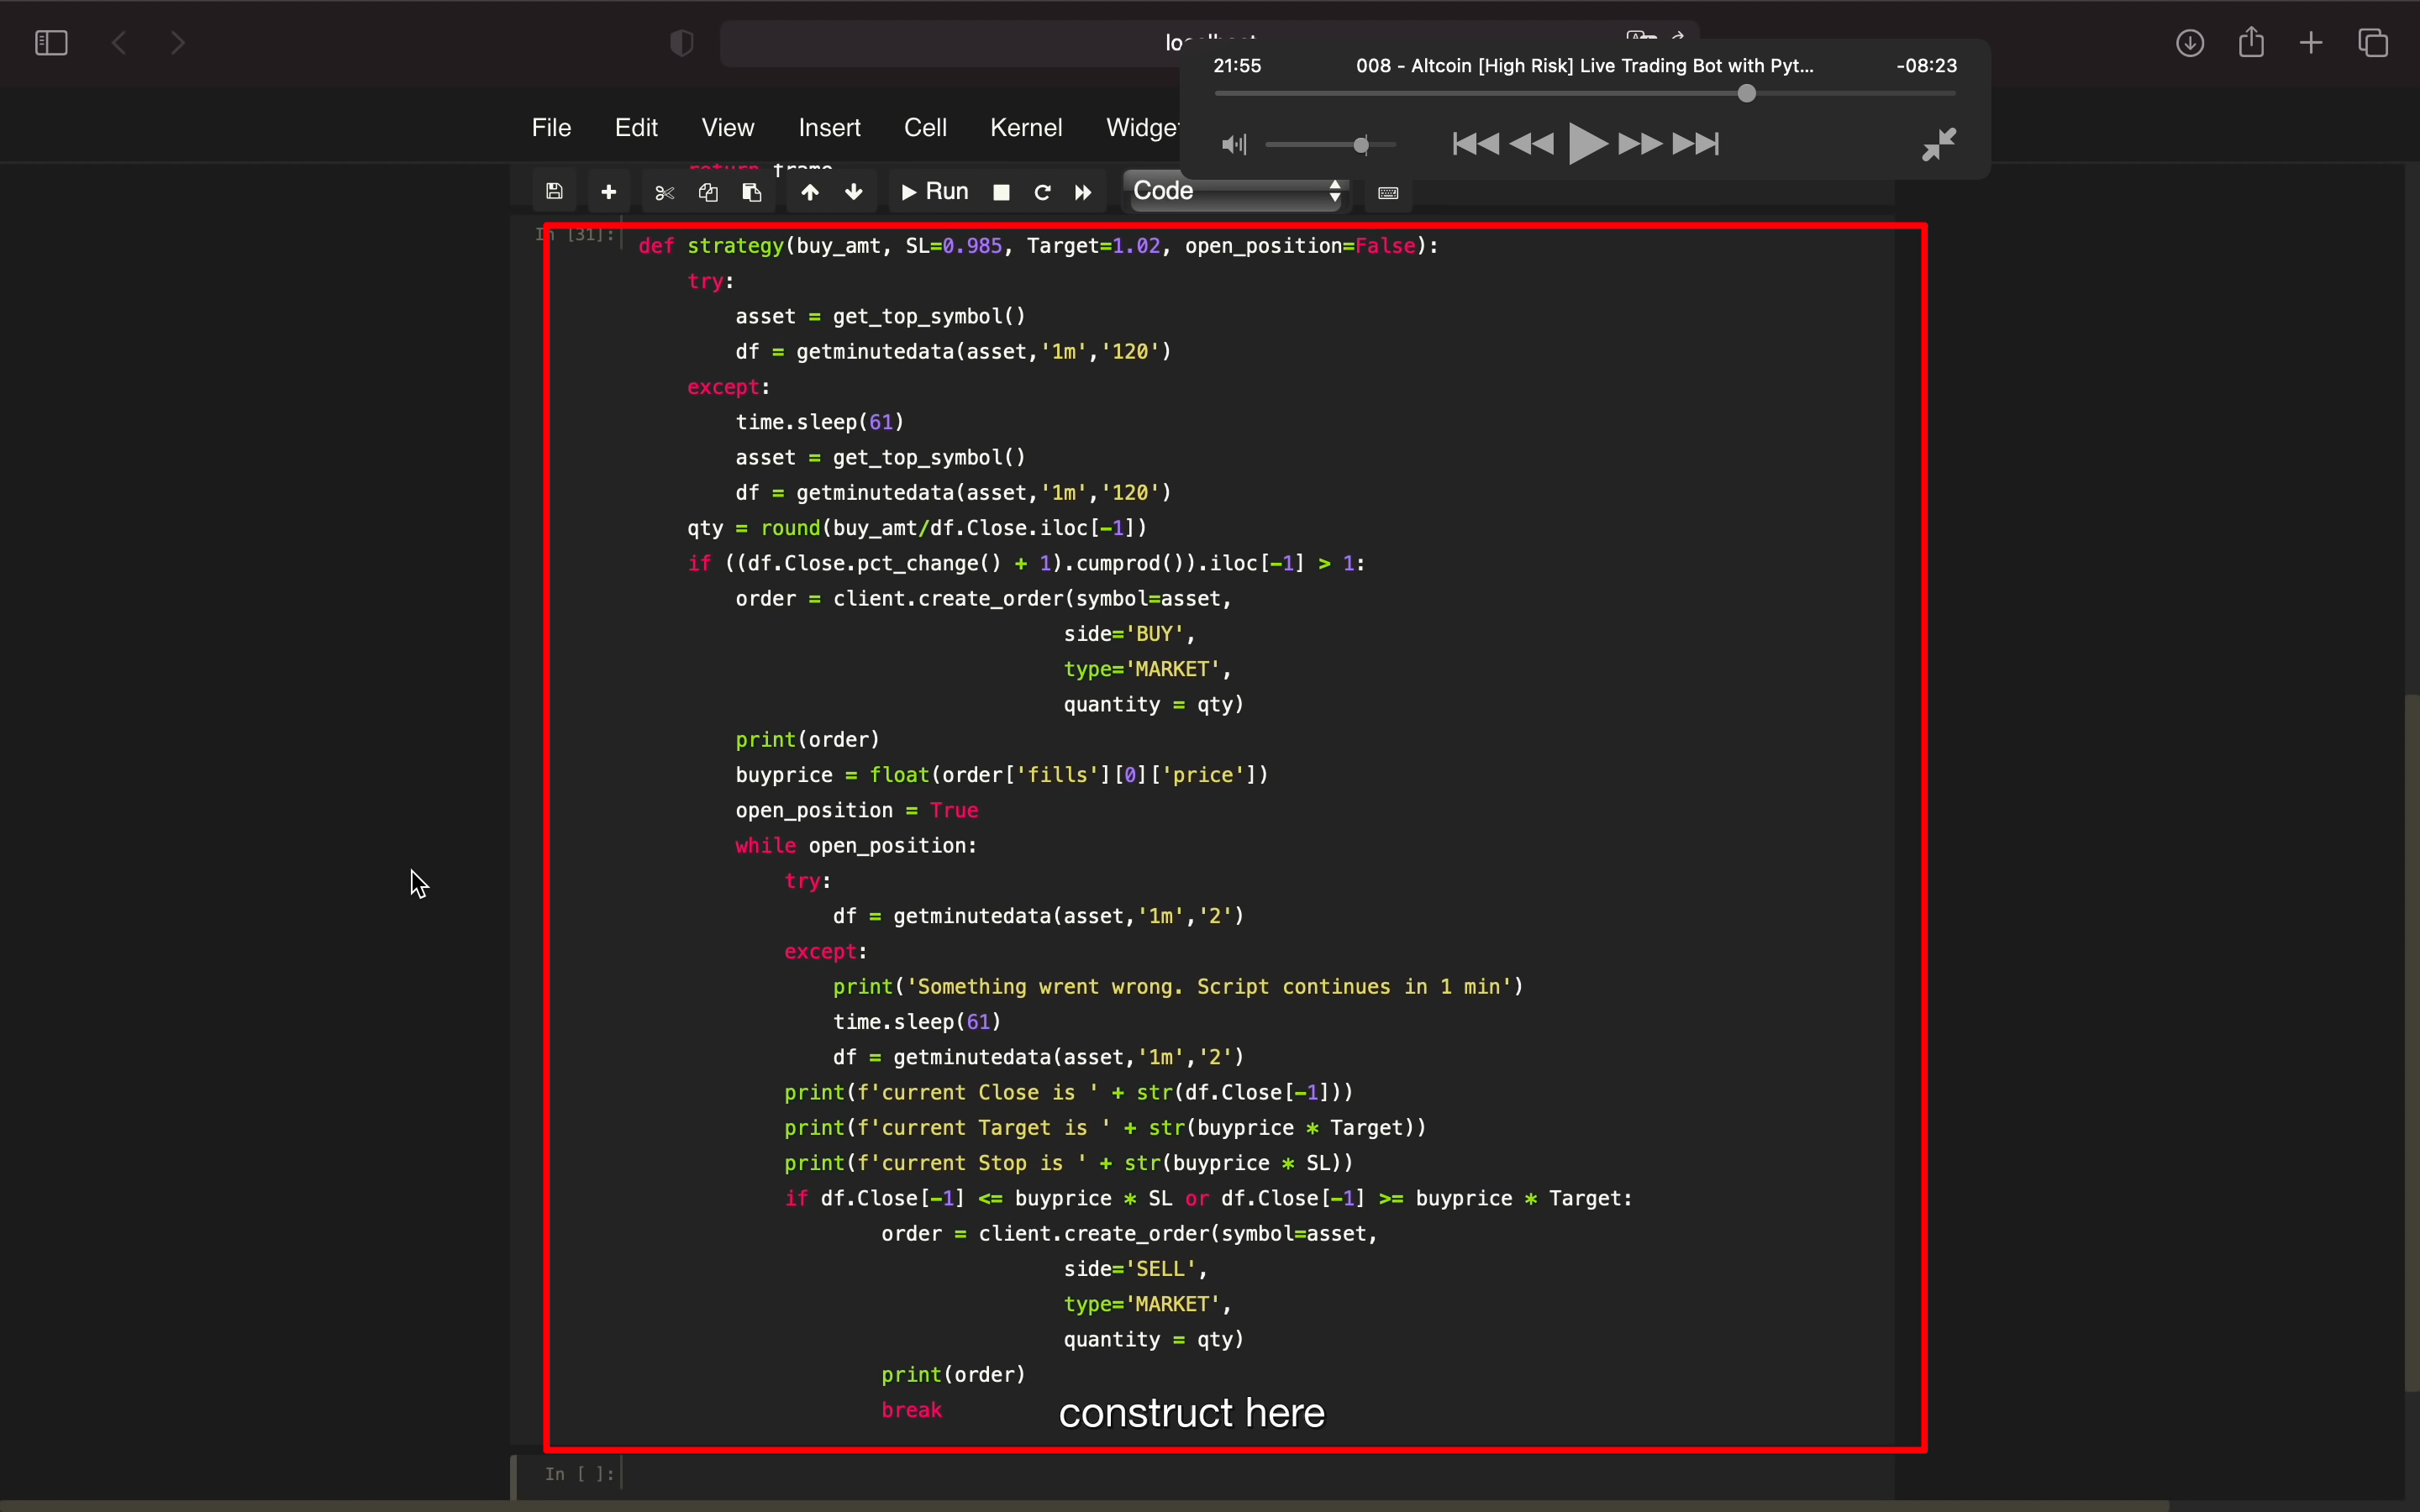 21:55 008 - Altcoin [High Risk] Live Trading Bot with Pyt... -08:23
File Edit View Insert Cell Kernel
Run Code
In [31]:
def strategy(buy_amt, SL=0.985, Target=1.02, open_position=False):
    try:
        asset = get_top_symbol()
        df = getminutedata(asset,'1m','120')
    except:
        time.sleep(61)
        asset = get_top_symbol()
        df = getminutedata(asset,'1m','120')
    qty = round(buy_amt/df.Close.iloc[-1])
    if ((df.Close.pct_change() + 1).cumprod()).iloc[-1] > 1:
        order = client.create_order(symbol=asset,
                                   side='BUY',
                                   type='MARKET',
                                   quantity = qty)
        print(order)
        buyprice = float(order['fills'][0]['price'])
        open_position = True
        while open_position:
            try:
                df = getminutedata(asset,'1m','2')
            except:
                print('Something wrent wrong. Script continues in 1 min')
                time.sleep(61)
                df = getminutedata(asset,'1m','2')
            print(f'current Close is ' + str(df.Close[-1]))
            print(f'current Target is ' + str(buyprice * Target))
            print(f'current Stop is ' + str(buyprice * SL))
            if df.Close[-1] <= buyprice * SL or df.Close[-1] >= buyprice * Target:
                    order = client.create_order(symbol=asset,
                                   side='SELL',
                                   type='MARKET',
                                   quantity = qty)
                    print(order)
                    break
construct here
In [ ]: